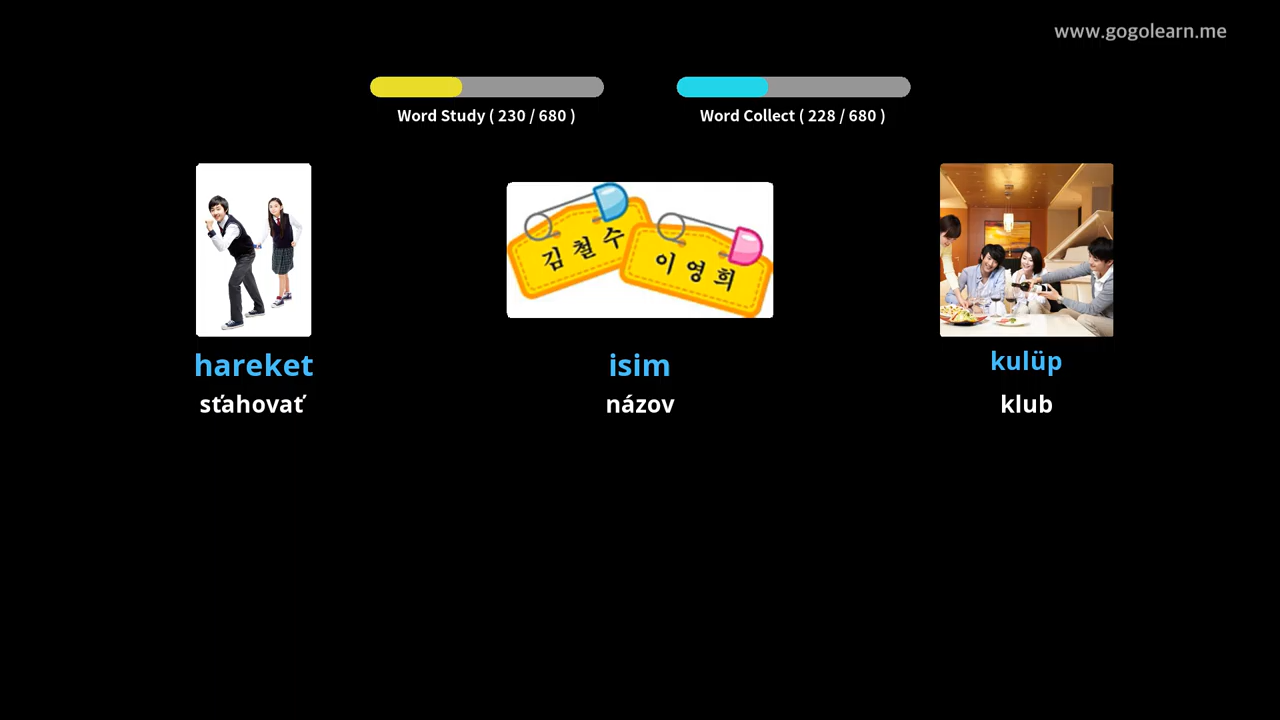 www.gogolearn.me
Word Study ( 230 / 680 )
Word Collect ( 228 / 680 )
김철수
이영희
hareket
isim
kulüp
sťahovať
názov
klub